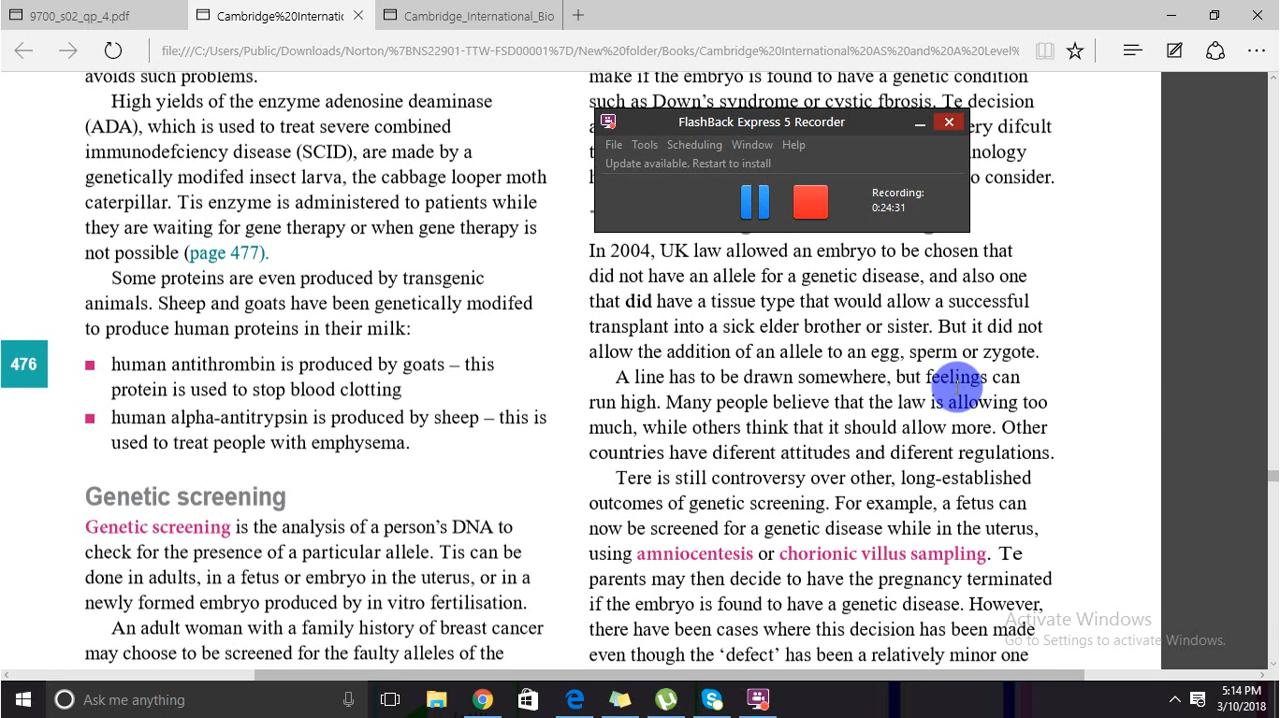 9700_s02_qp_4.pdf
Cambridge%20Internatic
Cambridge_International_Bio
file:///C:/Users/Public/Downloads/Norton/%7BNS22901-TTW-FSD00001%7D/New%20folder/Books/Cambridge%20International%20AS%20and%20A%20Level%
avoids such problems.
High yields of the enzyme adenosine deaminase
(ADA), which is used to treat severe combined
immunodefciency disease (SCID), are made by a
genetically modifed insect larva, the cabbage looper moth
caterpillar. Tis enzyme is administered to patients while
they are waiting for gene therapy or when gene therapy is
not possible (page 477).
Some proteins are even produced by transgenic
animals. Sheep and goats have been genetically modifed
to produce human proteins in their milk:
476
human antithrombin is produced by goats – this
protein is used to stop blood clotting
human alpha-antitrypsin is produced by sheep – this is
used to treat people with emphysema.
Genetic screening
Genetic screening is the analysis of a person's DNA to
check for the presence of a particular allele. Tis can be
done in adults, in a fetus or embryo in the uterus, or in a
newly formed embryo produced by in vitro fertilisation.
An adult woman with a family history of breast cancer
may choose to be screened for the faulty alleles of the
make if the embryo is found to have a genetic condition
such as Down's syndrome or cystic fbrosis. Te decision
ery difcult
nology
o consider.
FlashBack Express 5 Recorder
File Tools Scheduling Window Help
Update available. Restart to install
Recording:
0:24:31
In 2004, UK law allowed an embryo to be chosen that
did not have an allele for a genetic disease, and also one
that did have a tissue type that would allow a successful
transplant into a sick elder brother or sister. But it did not
allow the addition of an allele to an egg, sperm or zygote.
A line has to be drawn somewhere, but feelings can
run high. Many people believe that the law is allowing too
much, while others think that it should allow more. Other
countries have diferent attitudes and diferent regulations.
Tere is still controversy over other, long-established
outcomes of genetic screening. For example, a fetus can
now be screened for a genetic disease while in the uterus,
using amniocentesis or chorionic villus sampling. Te
parents may then decide to have the pregnancy terminated
if the embryo is found to have a genetic disease. However,
there have been cases where this decision has been made
even though the 'defect' has been a relatively minor one
Activate Windows
Go to Settings to activate Windows.
Ask me anything
5:14 PM
3/10/2018